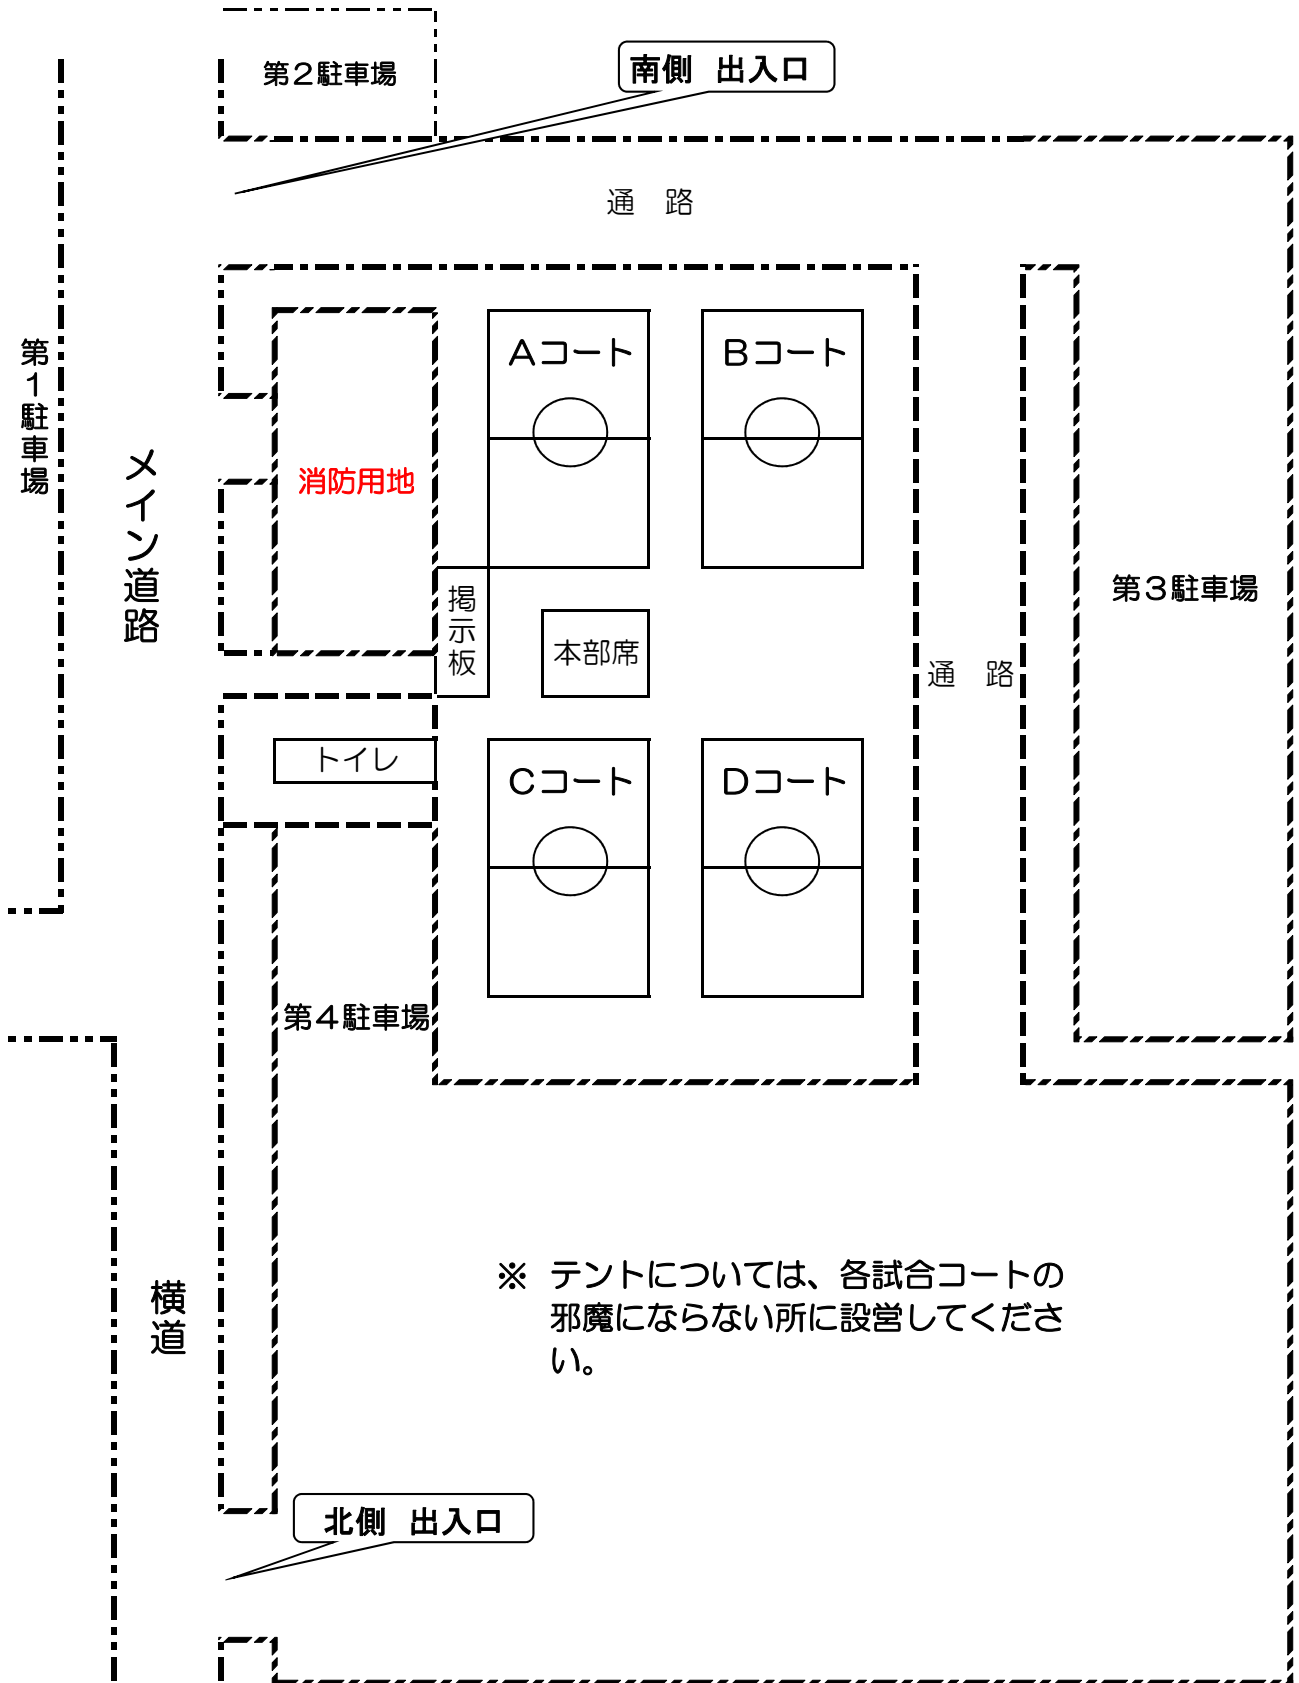 第２駐車場
南側　出入口
通　路
第１駐車場
メイン道路
Aコート
Bコート
消防用地
掲示板
本部席
第３駐車場
通　路
トイレ
Cコート
Dコート
第４駐車場
横道
※　テントについては、各試合コートの
邪魔にならない所に設営してくださ
い。
北側　出入口